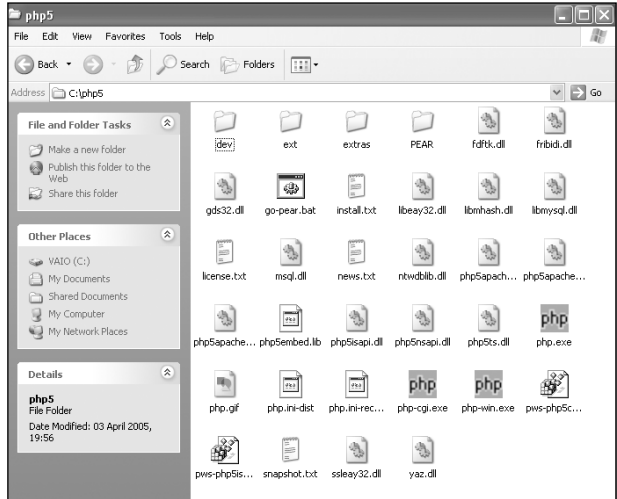 php5
File Edit View Favorites Tools Help
Back Search Folders
Address C:\php5 Go
File and Folder Tasks
Make a new folder
Publish this folder to the
Web
Share this folder
Other Places
VAIO (C:)
My Documents
Shared Documents
My Computer
My Network Places
Details
php5
File Folder
Date Modified: 03 April 2005,
19:56
dev ext extras PEAR fdftk.dll fribidi.dll
gds32.dll go-pear.bat install.txt libeay32.dll libmhash.dll libmysql.dll
license.txt msql.dll news.txt ntwdblib.dll php5apach... php5apache...
php
php5apache... php5embed.lib php5isapi.dll php5nsapi.dll php5ts.dll php.exe
php php
php.gif php.ini-dist php.ini-rec... php-cgi.exe php-win.exe pws-php5c...
pws-php5is... snapshot.txt ssleay32.dll yaz.dll